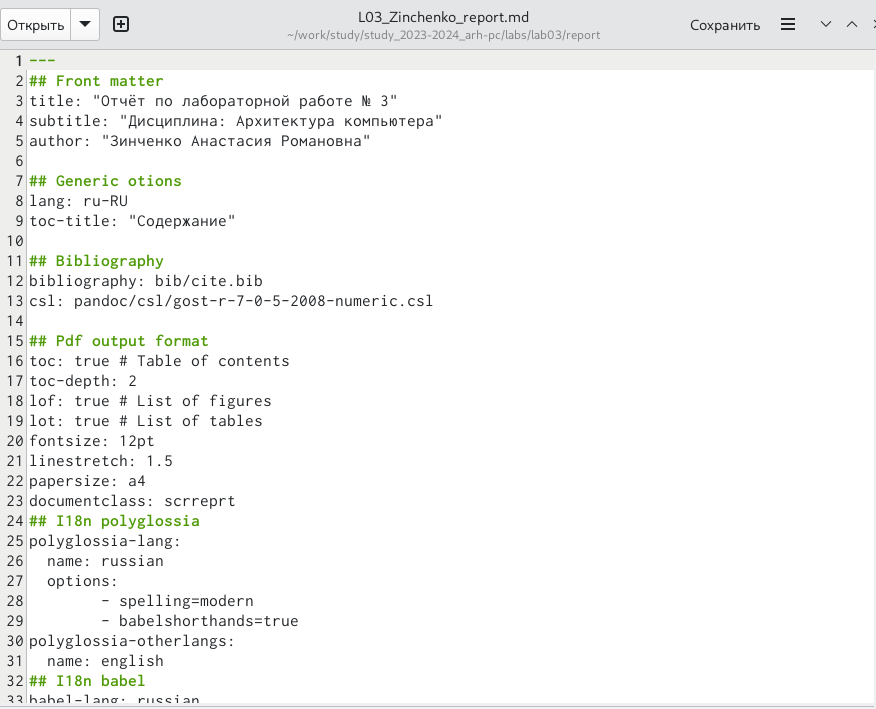 Открыть
L03_Zinchenko_report.md
~/work/study/study_2023-2024_arh-pc/labs/lab03/report
Сохранить
1 ---
2 ## Front matter
3 title: "Отчёт по лабораторной работе № 3"
4 subtitle: "Дисциплина: Архитектура компьютера"
5 author: "Зинченко Анастасия Романовна"
6
7 ## Generic otions
8 lang: ru-RU
9 toc-title: "Содержание"
10
11 ## Bibliography
12 bibliography: bib/cite.bib
13 csl: pandoc/csl/gost-r-7-0-5-2008-numeric.csl
14
15 ## Pdf output format
16 toc: true # Table of contents
17 toc-depth: 2
18 lof: true # List of figures
19 lot: true # List of tables
20 fontsize: 12pt
21 linestretch: 1.5
22 papersize: a4
23 documentclass: scrreprt
24 ## I18n polyglossia
25 polyglossia-lang:
26   name: russian
27   options:
28         - spelling=modern
29         - babelshorthands=true
30 polyglossia-otherlangs:
31   name: english
32 ## I18n babel
33 babel-lang: russian